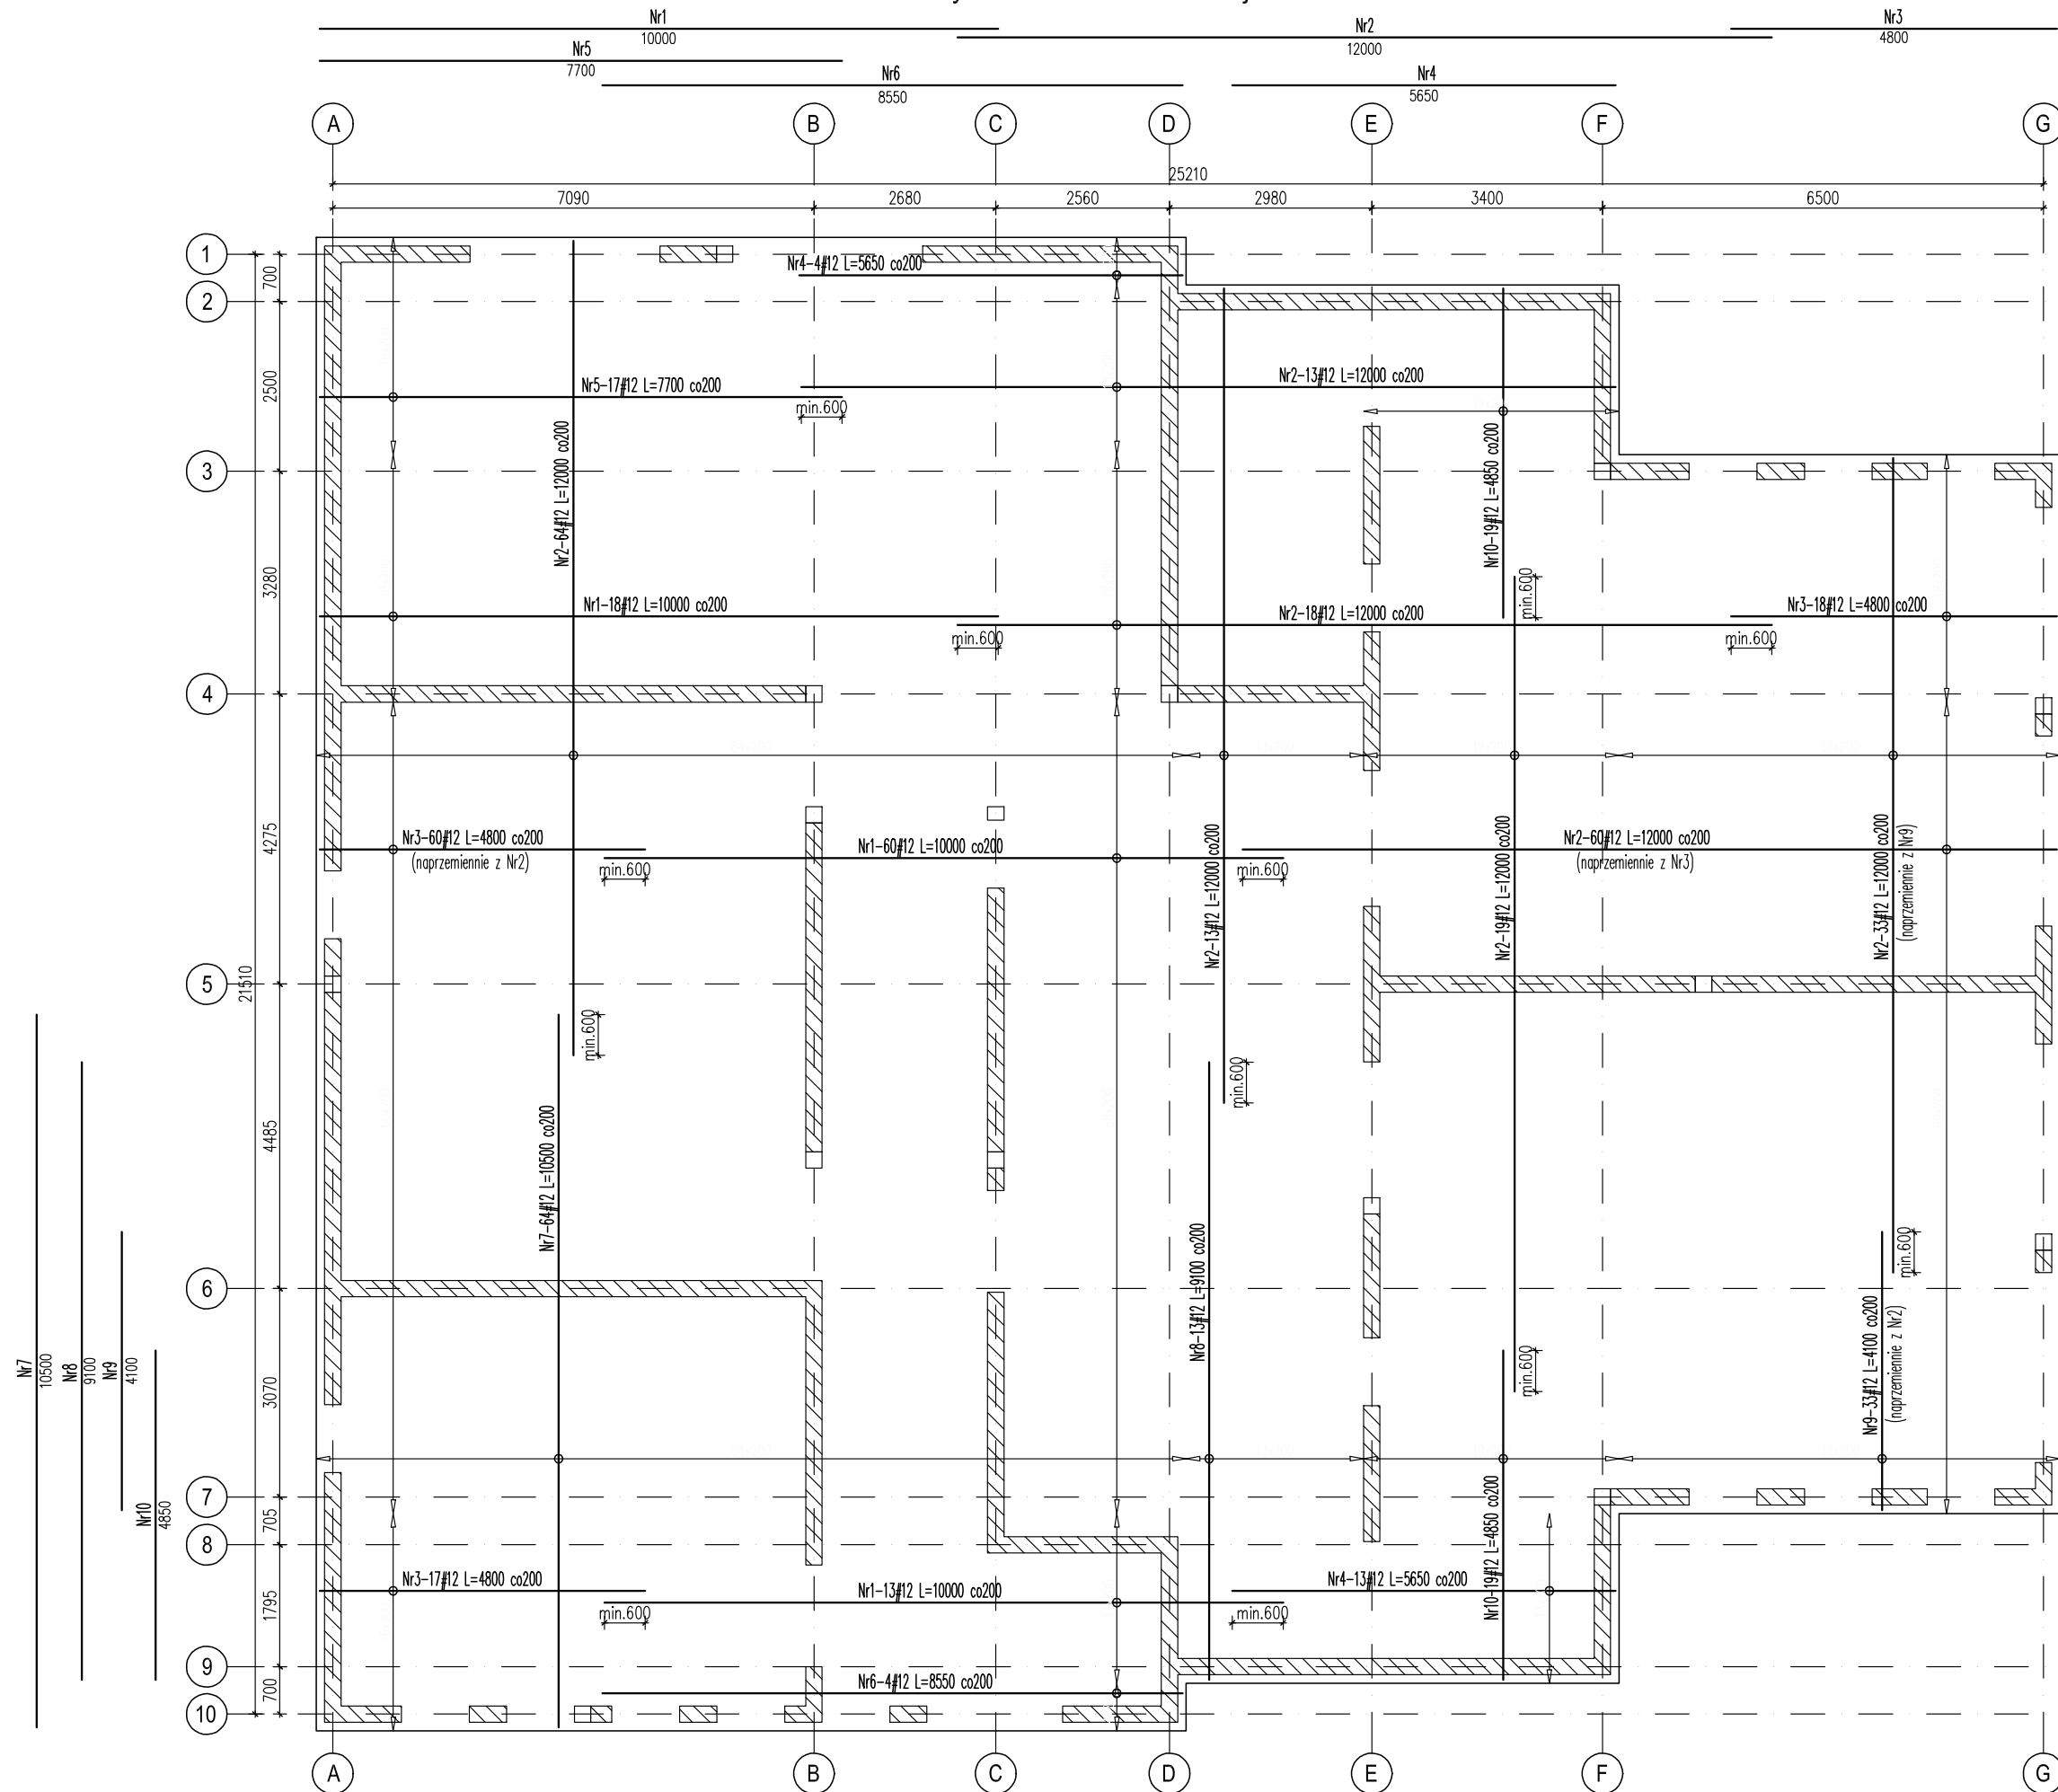 Nr1
10000
Nr2
12000
Nr3
4800
Nr5
7700
Nr6
8550
Nr4
5650
A
B
C
D
E
F
G
25210
7090
2680
2560
2980
3400
6500
1
2
3
4
5
6
7
8
9
10
700
2500
3280
4275
21510
4485
3070
705
1795
700
Nr4-4#12 L=5650 co200
Nr5-17#12 L=7700 co200
min.600
Nr2-13#12 L=12000 co200
Nr2-64#12 L=12000 co200
Nr10-19#12 L=4850 co200
min.600
Nr1-18#12 L=10000 co200
Nr2-18#12 L=12000 co200
Nr3-18#12 L=4800 co200
min.600
min.600
Nr3-60#12 L=4800 co200
(naprzemiennie z Nr2)
Nr1-60#12 L=10000 co200
Nr2-60#12 L=12000 co200
(naprzemiennie z Nr3)
min.600
min.600
Nr2-13#12 L=12000 co200
Nr2-19#12 L=12000 co200
Nr2-33#12 L=12000 co200
(naprzemiennie z Nr9)
min.600
min.600
Nr7-64#12 L=10500 co200
Nr8-13#12 L=9100 co200
min.600
min.600
Nr9-33#12 L=4100 co200
(naprzemiennie z Nr2)
Nr7
10500
Nr8
9100
Nr9
4100
Nr10
4850
Nr10-19#12 L=4850 co200
Nr3-17#12 L=4800 co200
Nr1-13#12 L=10000 co200
Nr4-13#12 L=5650 co200
min.600
min.600
Nr6-4#12 L=8550 co200
A
B
C
D
E
F
G